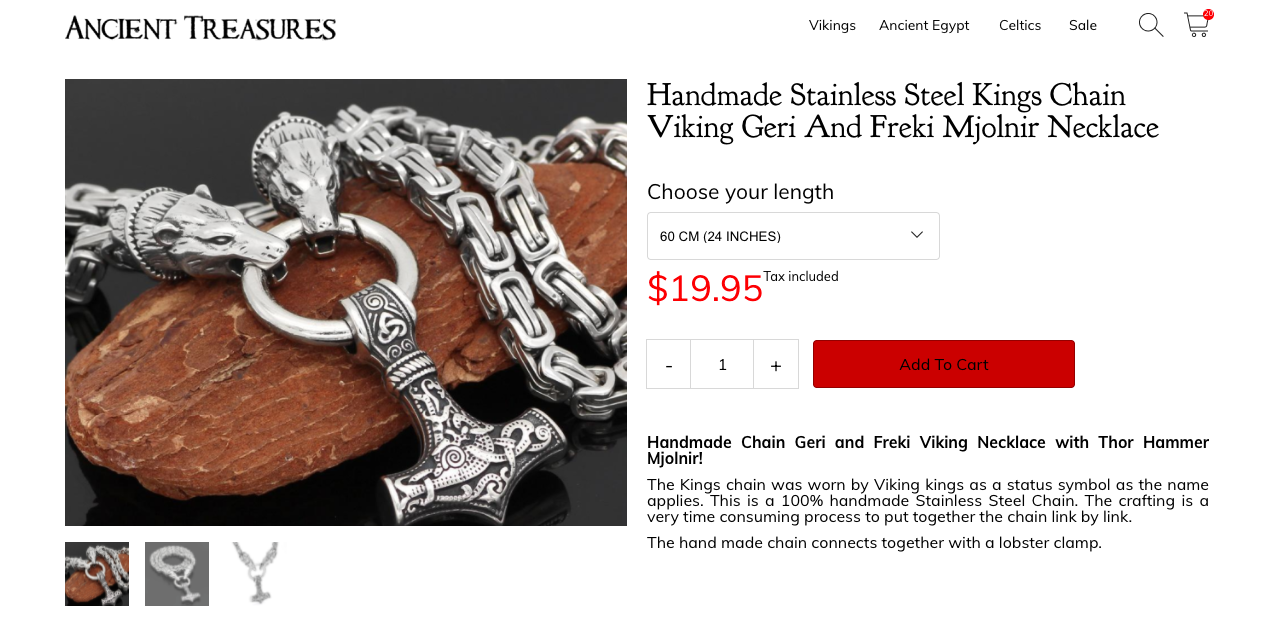 ANCIENT TREASURES
Vikings Ancient Egypt Celtics Sale
20
Handmade Stainless Steel Kings Chain
Viking Geri And Freki Mjolnir Necklace
Choose your length
60 CM (24 INCHES)
$19.95 Tax included
- 1 +
Add To Cart
Handmade Chain Geri and Freki Viking Necklace with Thor Hammer
Mjolnir!
The Kings chain was worn by Viking kings as a status symbol as the name
applies. This is a 100% handmade Stainless Steel Chain. The crafting is a
very time consuming process to put together the chain link by link.
The hand made chain connects together with a lobster clamp.